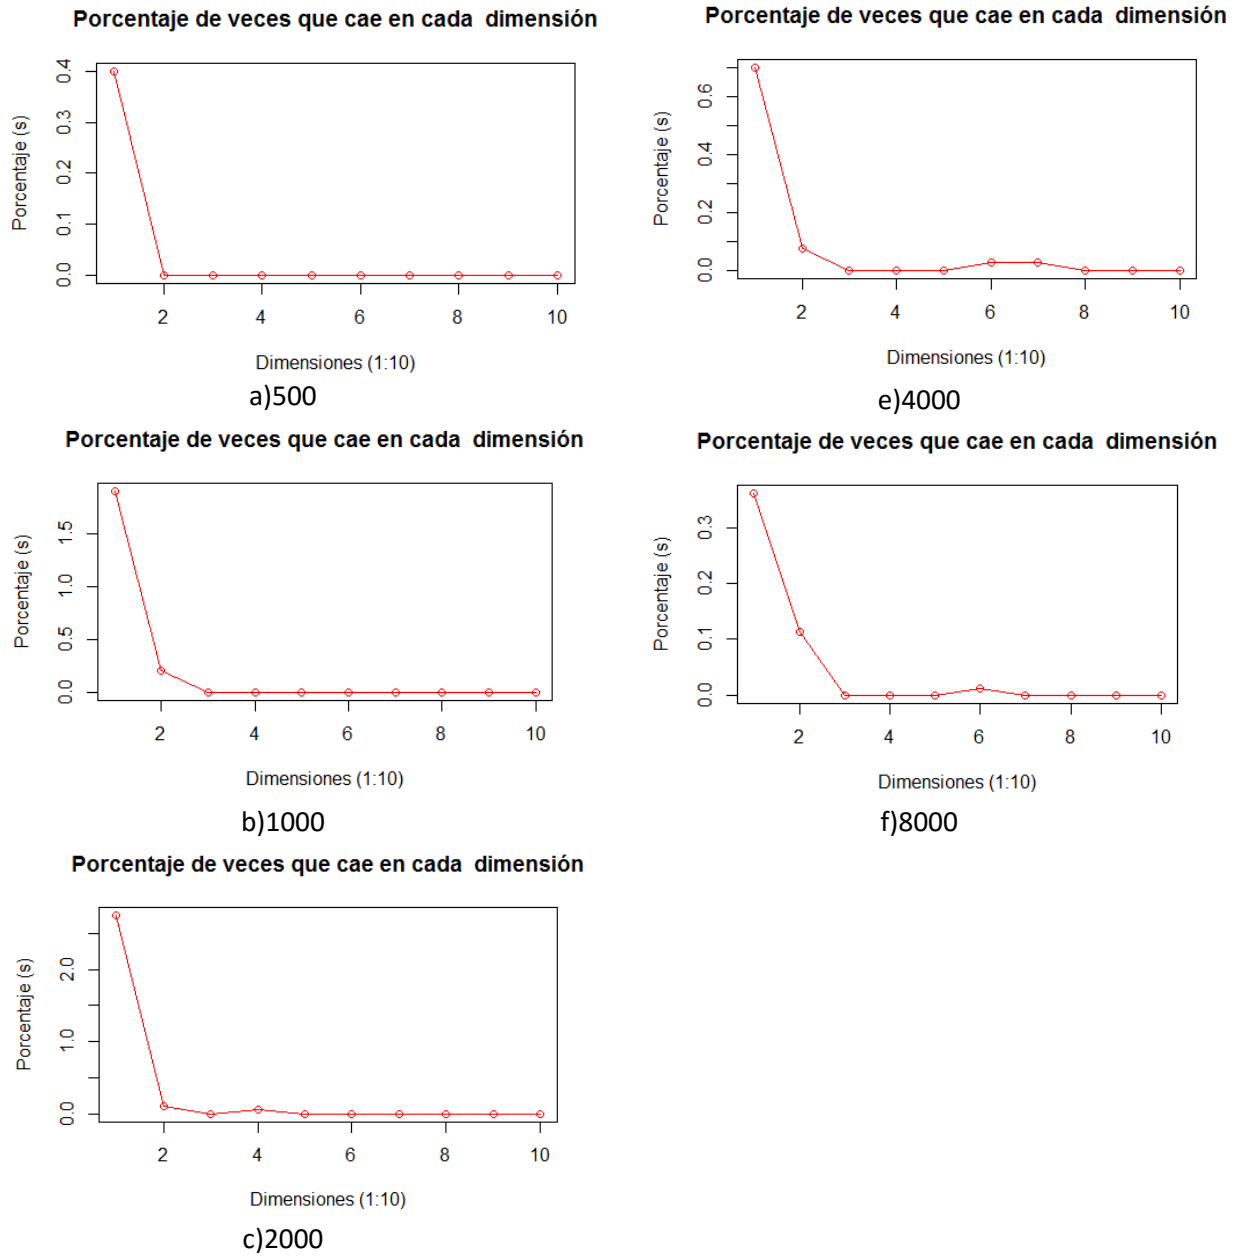 Porcentaje de veces que cae en cada  dimensión
Porcentaje (s)
0.4
0.3
0.2
0.1
0.0
2 4 6 8 10
Dimensiones (1:10)
a)500
Porcentaje de veces que cae en cada  dimensión
Porcentaje (s)
1.5
1.0
0.5
0.0
2 4 6 8 10
Dimensiones (1:10)
b)1000
Porcentaje de veces que cae en cada  dimensión
Porcentaje (s)
2.0
1.0
0.0
2 4 6 8 10
Dimensiones (1:10)
c)2000
Porcentaje de veces que cae en cada  dimensión
Porcentaje (s)
0.6
0.4
0.2
0.0
2 4 6 8 10
Dimensiones (1:10)
e)4000
Porcentaje de veces que cae en cada  dimensión
Porcentaje (s)
0.3
0.2
0.1
0.0
2 4 6 8 10
Dimensiones (1:10)
f)8000